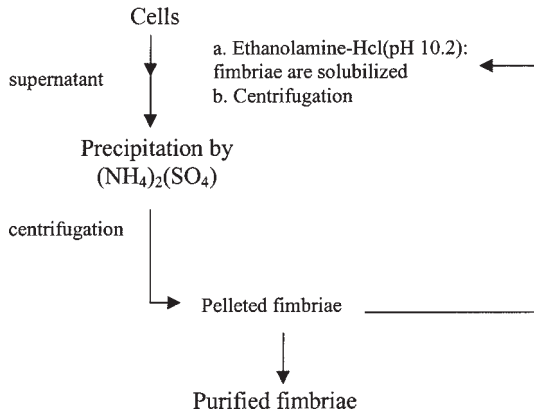 Cells
a. Ethanolamine-Hcl(pH 10.2):
fimbriae are solubilized
b. Centrifugation
supernatant
Precipitation by
(NH₄)₂(SO₄)
centrifugation
Pelleted fimbriae
Purified fimbriae